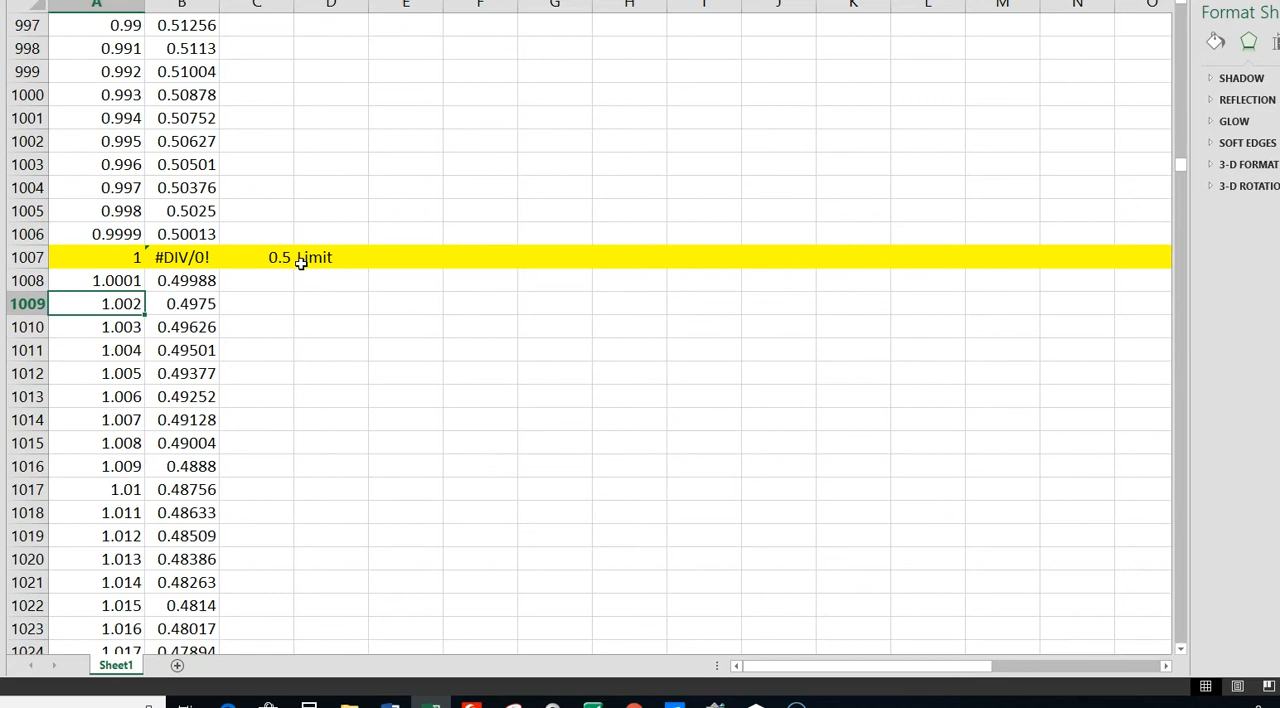 A B C D E F G H I J K L M N O
997 0.99 0.51256
998 0.991 0.5113
999 0.992 0.51004
1000 0.993 0.50878
1001 0.994 0.50752
1002 0.995 0.50627
1003 0.996 0.50501
1004 0.997 0.50376
1005 0.998 0.5025
1006 0.9999 0.50013
1007 1 #DIV/0! 0.5 Limit
1008 1.0001 0.49988
1009 1.002 0.4975
1010 1.003 0.49626
1011 1.004 0.49501
1012 1.005 0.49377
1013 1.006 0.49252
1014 1.007 0.49128
1015 1.008 0.49004
1016 1.009 0.4888
1017 1.01 0.48756
1018 1.011 0.48633
1019 1.012 0.48509
1020 1.013 0.48386
1021 1.014 0.48263
1022 1.015 0.4814
1023 1.016 0.48017
1024 1.017 0.47894
Sheet1
Format Sh
SHADOW
REFLECTION
GLOW
SOFT EDGES
3-D FORMAT
3-D ROTATIO